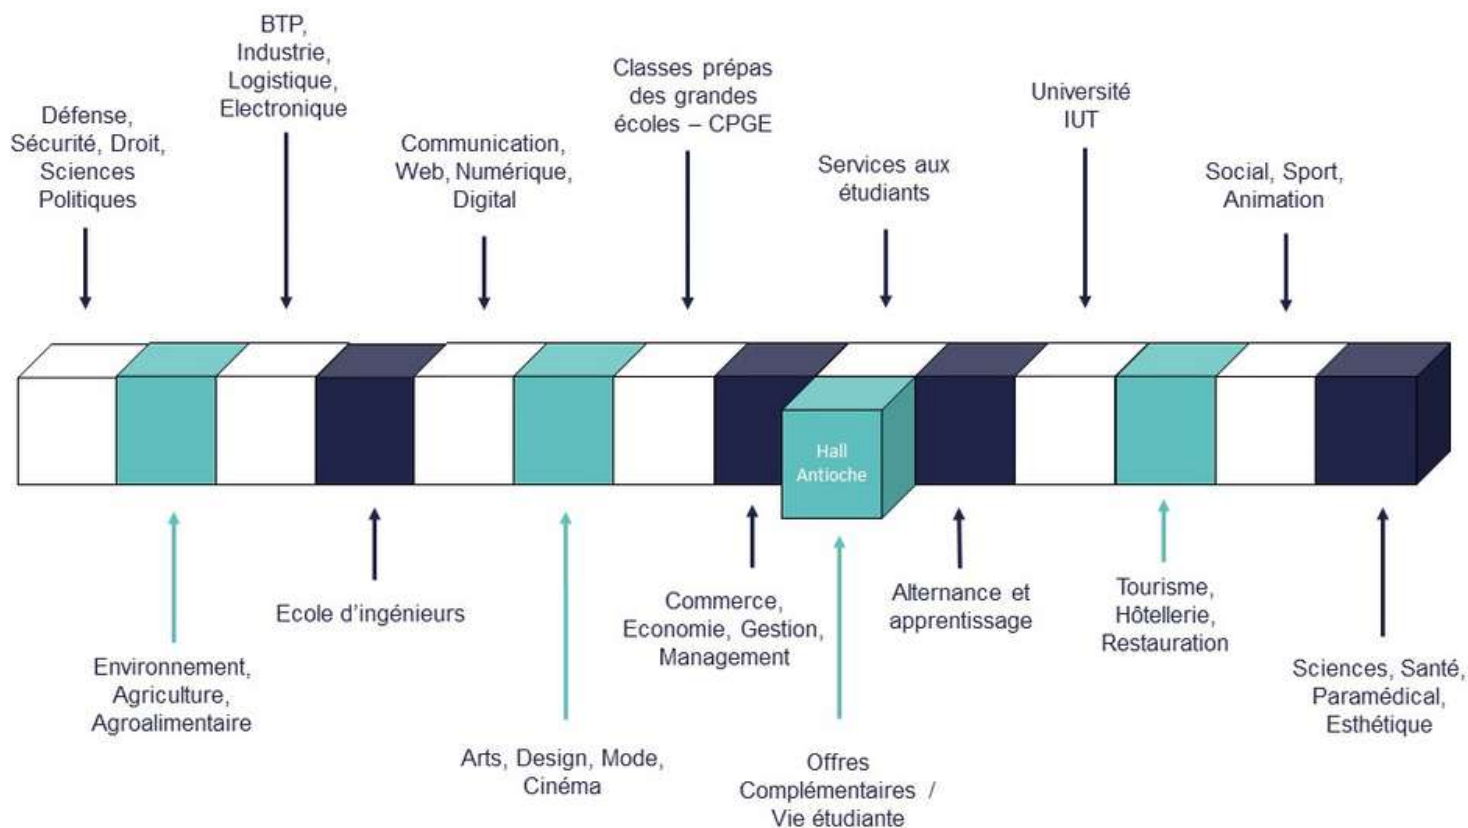 BTP,
Industrie,
Logistique,
Electronique
Défense,
Sécurité, Droit,
Sciences
Politiques
Communication,
Web, Numérique,
Digital
Classes prépas
des grandes
écoles – CPGE
Services aux
étudiants
Université
IUT
Social, Sport,
Animation
Hall
Antioche
Environnement,
Agriculture,
Agroalimentaire
Ecole d’ingénieurs
Arts, Design, Mode,
Cinéma
Commerce,
Economie, Gestion,
Management
Offres
Complémentaires /
Vie étudiante
Alternance et
apprentissage
Tourisme,
Hôtellerie,
Restauration
Sciences, Santé,
Paramédical,
Esthétique